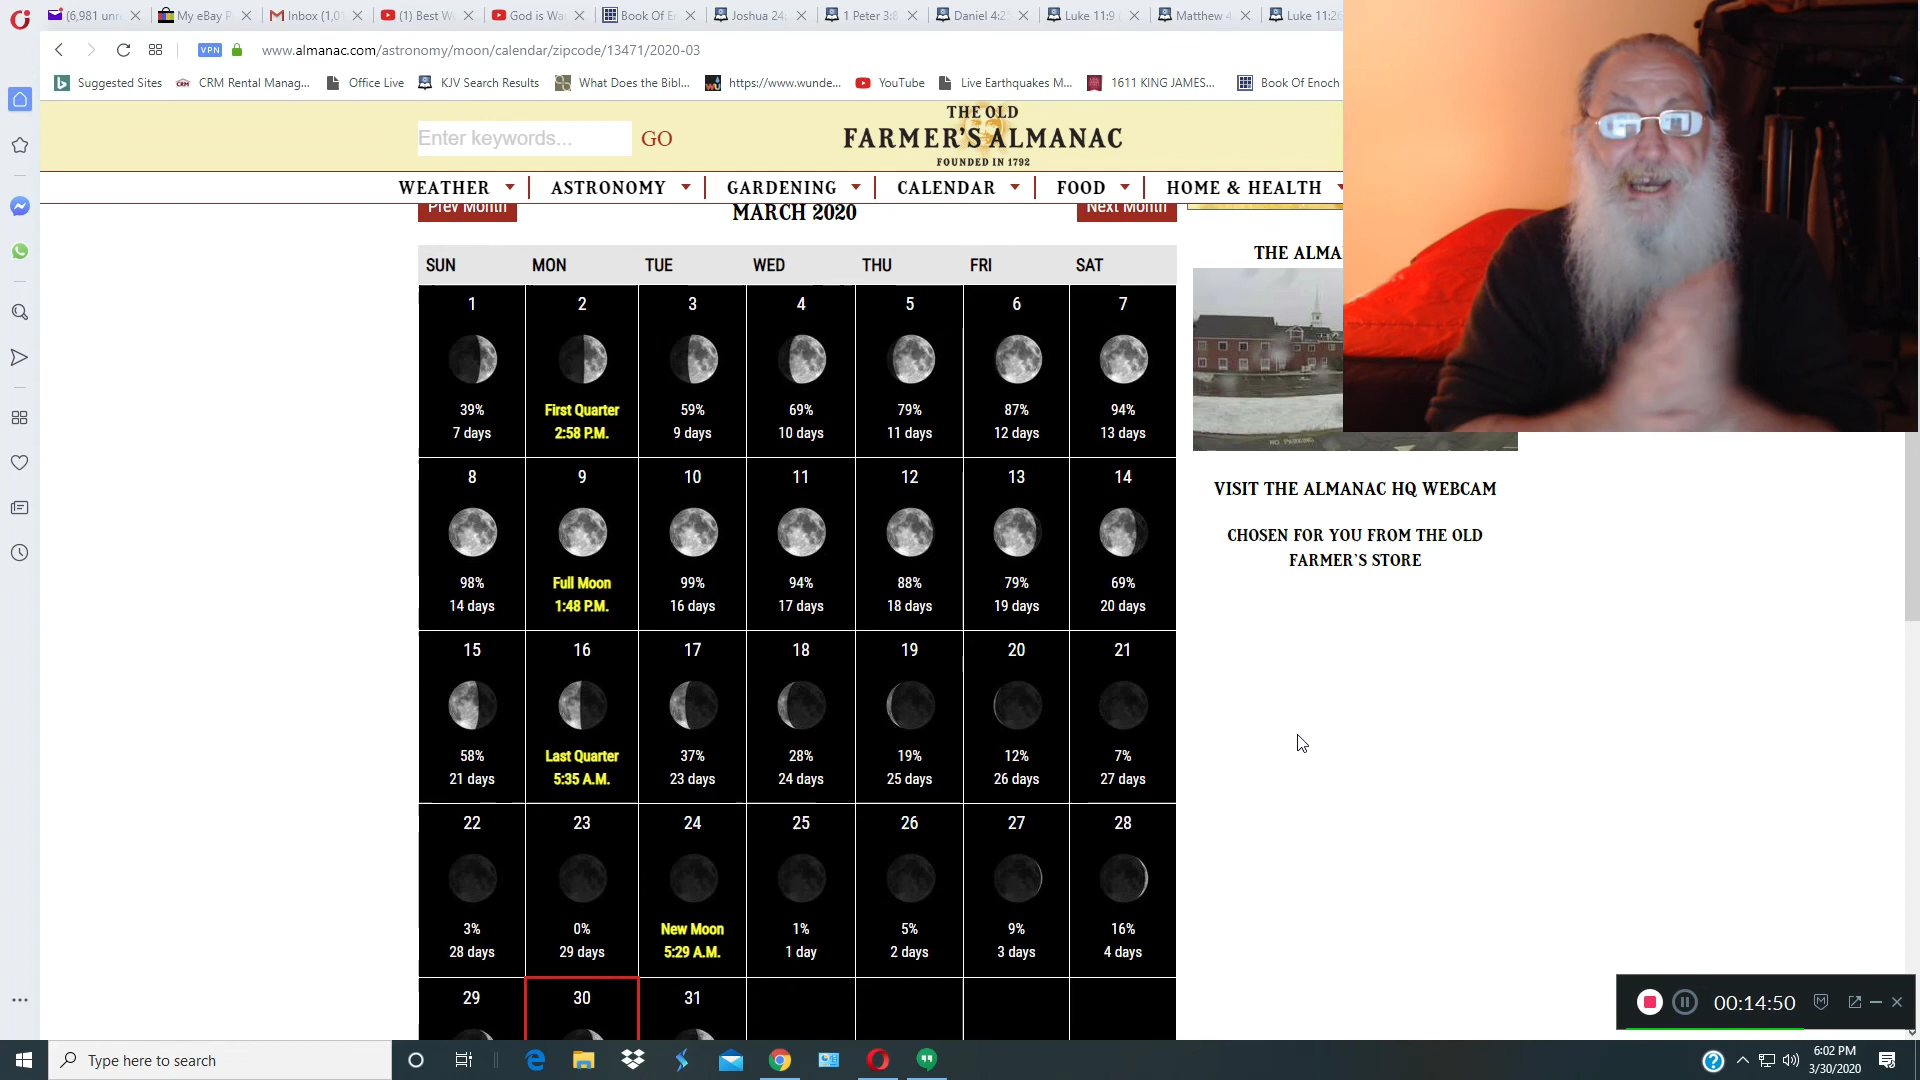 (6,981 unre
My eBay P
Inbox (1,01
(1) Best W
God is Wa
Book Of E
Joshua 24:
1 Peter 3:8
Daniel 4:25
Luke 11:9
Matthew 4
Luke 11:20
VPN
www.almanac.com/astronomy/moon/calendar/zipcode/13471/2020-03
Suggested Sites
CRM Rental Manag...
Office Live
KJV Search Results
What Does the Bibl...
https://www.wunde...
YouTube
Live Earthquakes M...
1611 KING JAMES...
Book Of Enoch
Enter keywords...
GO
THE OLD
FARMER'S ALMANAC
FOUNDED IN 1792
WEATHER
ASTRONOMY
GARDENING
CALENDAR
FOOD
HOME & HEALTH
Prev Month
MARCH 2020
Next Month
SUN MON TUE WED THU FRI SAT
1 2 3 4 5 6 7
39% First Quarter 59% 69% 79% 87% 94%
7 days 2:58 P.M. 9 days 10 days 11 days 12 days 13 days
8 9 10 11 12 13 14
98% Full Moon 99% 94% 88% 79% 69%
14 days 1:48 P.M. 16 days 17 days 18 days 19 days 20 days
15 16 17 18 19 20 21
58% Last Quarter 37% 28% 19% 12% 7%
21 days 5:35 A.M. 23 days 24 days 25 days 26 days 27 days
22 23 24 25 26 27 28
3% 0% New Moon 1% 5% 9% 16%
28 days 29 days 5:29 A.M. 1 day 2 days 3 days 4 days
29 30 31
THE ALMA
NO PARKING
VISIT THE ALMANAC HQ WEBCAM
CHOSEN FOR YOU FROM THE OLD
FARMER'S STORE
00:14:50
Type here to search
6:02 PM
3/30/2020